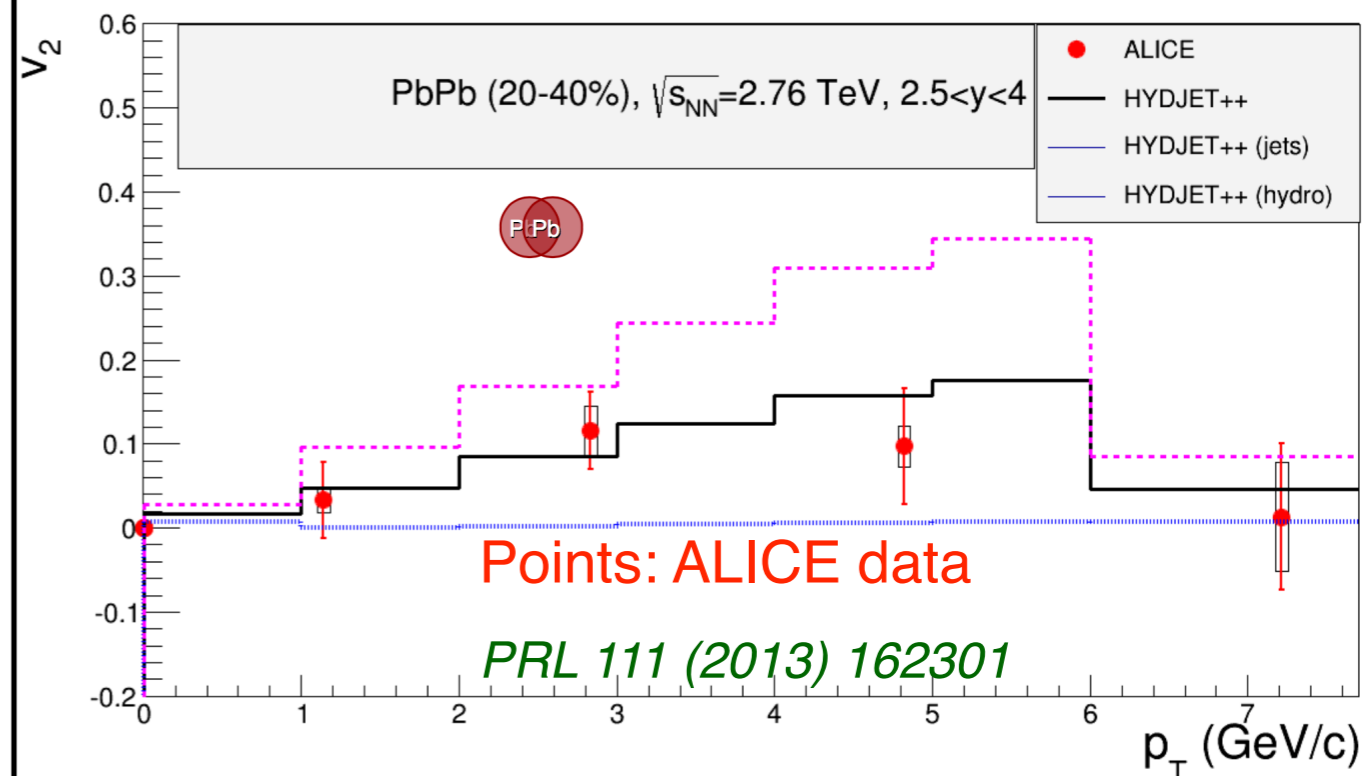 v2
0.6
0.5
0.4
0.3
0.2
0.1
0
-0.1
-0.2
PbPb (20-40%), √sNN=2.76 TeV, 2.5<y<4
ALICE
HYDJET++
HYDJET++ (jets)
HYDJET++ (hydro)
Pb Pb
Points: ALICE data
PRL 111 (2013) 162301
0 1 2 3 4 5 6 7
pT (GeV/c)